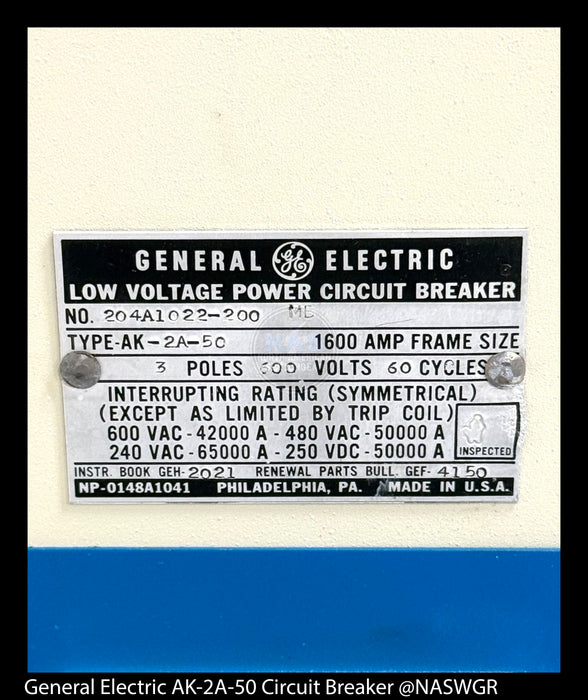 GENERAL GE ELECTRIC
LOW VOLTAGE POWER CIRCUIT BREAKER
NO. 204A1022-200 ME
TYPE-AK-2A-50 1600 AMP FRAME SIZE
3 POLES 600 VOLTS 60 CYCLES
INTERRUPTING RATING (SYMMETRICAL)
(EXCEPT AS LIMITED BY TRIP COIL)
600 VAC-42000 A-480 VAC-50000 A
240 VAC-65000 A-250 VDC-50000 A
INSPECTED
INSTR. BOOK GEH-2021 RENEWAL PARTS BULL. GEF-4150
NP-0148A1041 PHILADELPHIA, PA. MADE IN U.S.A.
General Electric AK-2A-50 Circuit Breaker @NASWGR